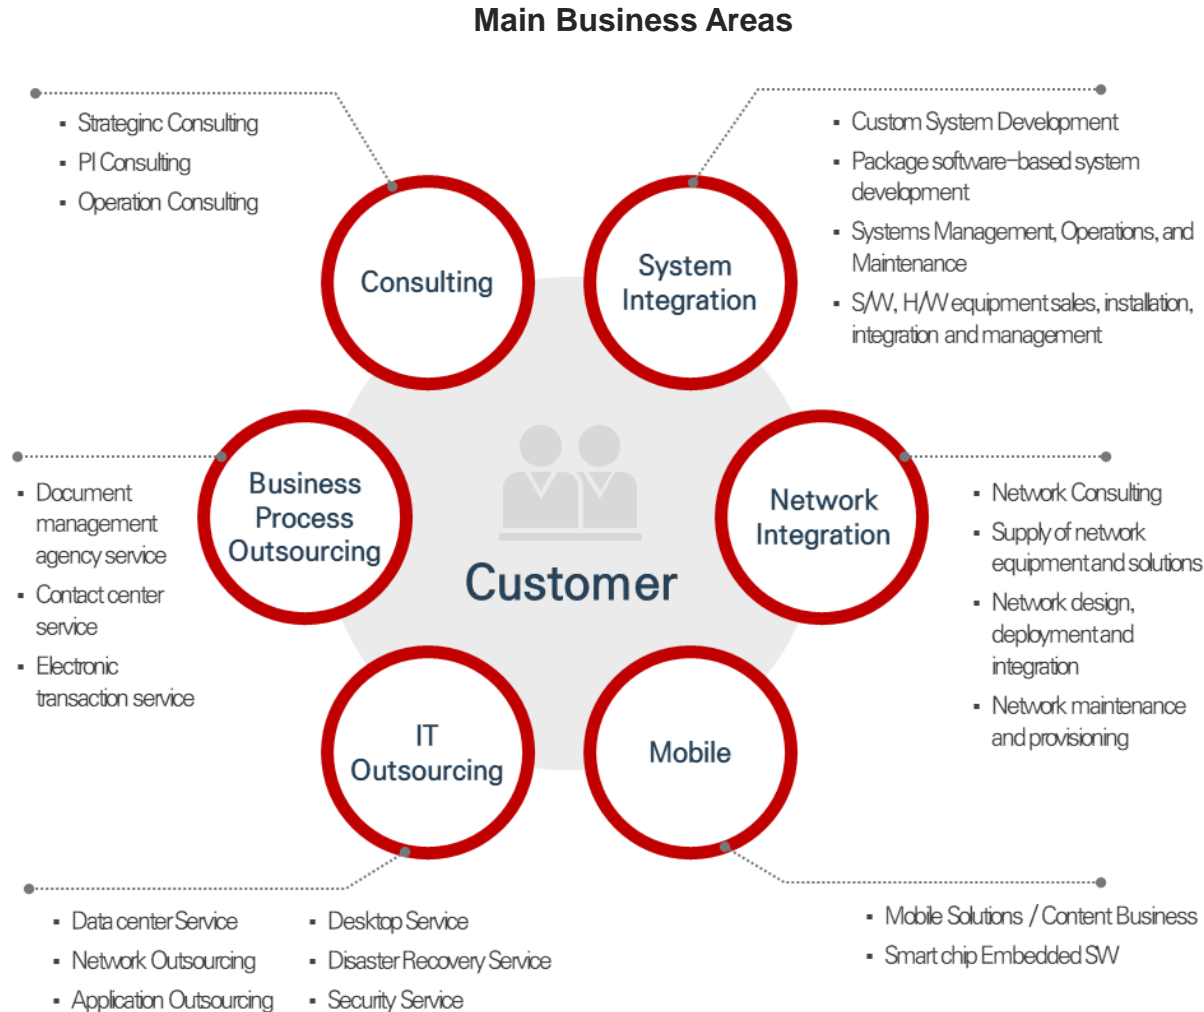 Main Business Areas
▪ Strateginc Consulting
▪ PI Consulting
▪ Operation Consulting
▪ Custom System Development
▪ Package software-based system
development
▪ Systems Management, Operations, and
Maintenance
▪ S/W, H/W equipment sales, installation,
integration and management
Consulting
System
Integration
Business
Process
Outsourcing
Customer
Network
Integration
▪ Document
management
agency service
▪ Contact center
service
▪ Electronic
transaction service
▪ Network Consulting
▪ Supply of network
equipment and solutions
▪ Network design,
deployment and
integration
▪ Network maintenance
and provisioning
IT
Outsourcing
Mobile
▪ Data center Service
▪ Network Outsourcing
▪ Application Outsourcing
▪ Desktop Service
▪ Disaster Recovery Service
▪ Security Service
▪ Mobile Solutions / Content Business
▪ Smart chip Embedded SW